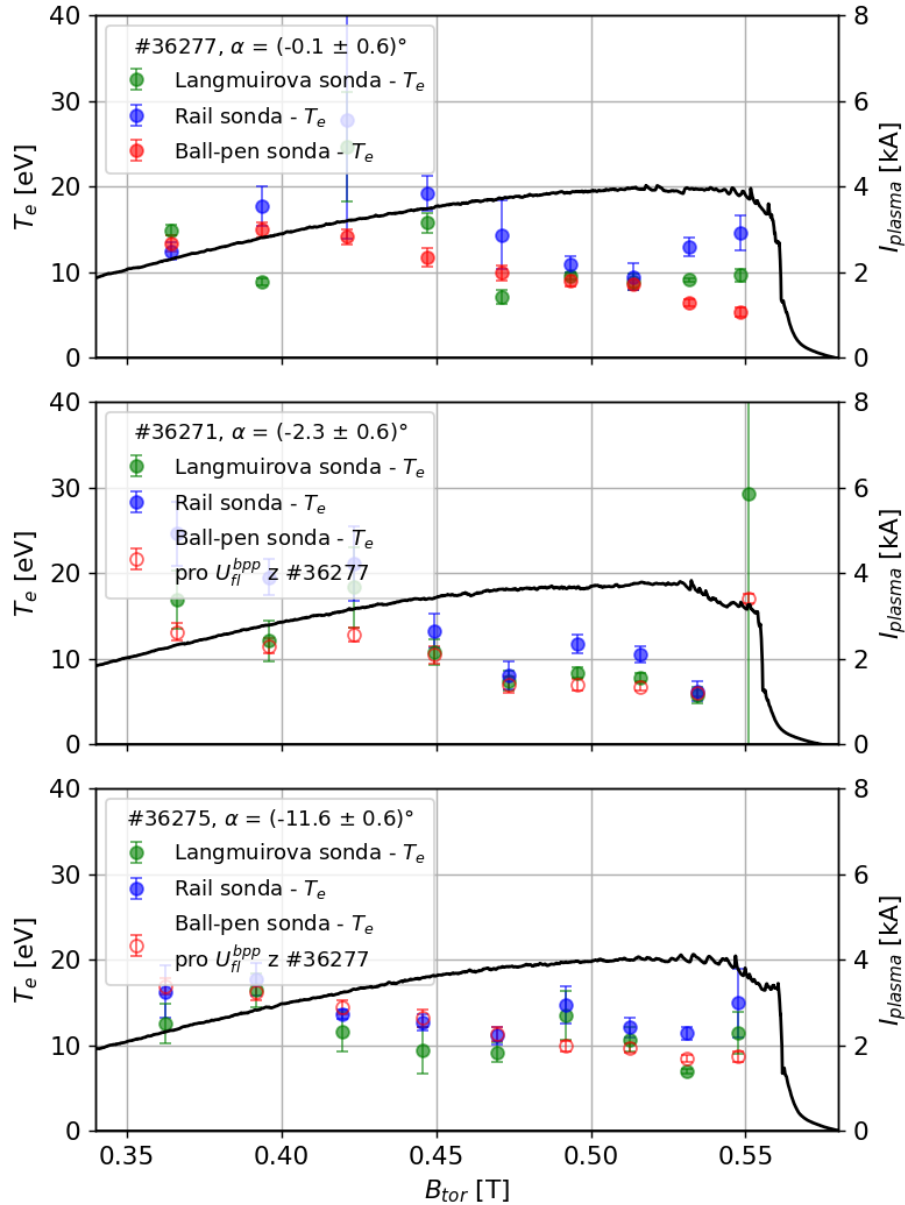 40
30
20
10
0
T_e [eV]
8
6
4
2
0
I_plasma [kA]
#36277, α = (-0.1 ± 0.6)°
Langmuirova sonda - T_e
Rail sonda - T_e
Ball-pen sonda - T_e
40
30
20
10
0
T_e [eV]
8
6
4
2
0
I_plasma [kA]
#36271, α = (-2.3 ± 0.6)°
Langmuirova sonda - T_e
Rail sonda - T_e
Ball-pen sonda - T_e
pro U_fl^bpp z #36277
40
30
20
10
0
T_e [eV]
8
6
4
2
0
I_plasma [kA]
#36275, α = (-11.6 ± 0.6)°
Langmuirova sonda - T_e
Rail sonda - T_e
Ball-pen sonda - T_e
pro U_fl^bpp z #36277
0.35 0.40 0.45 0.50 0.55
B_tor [T]